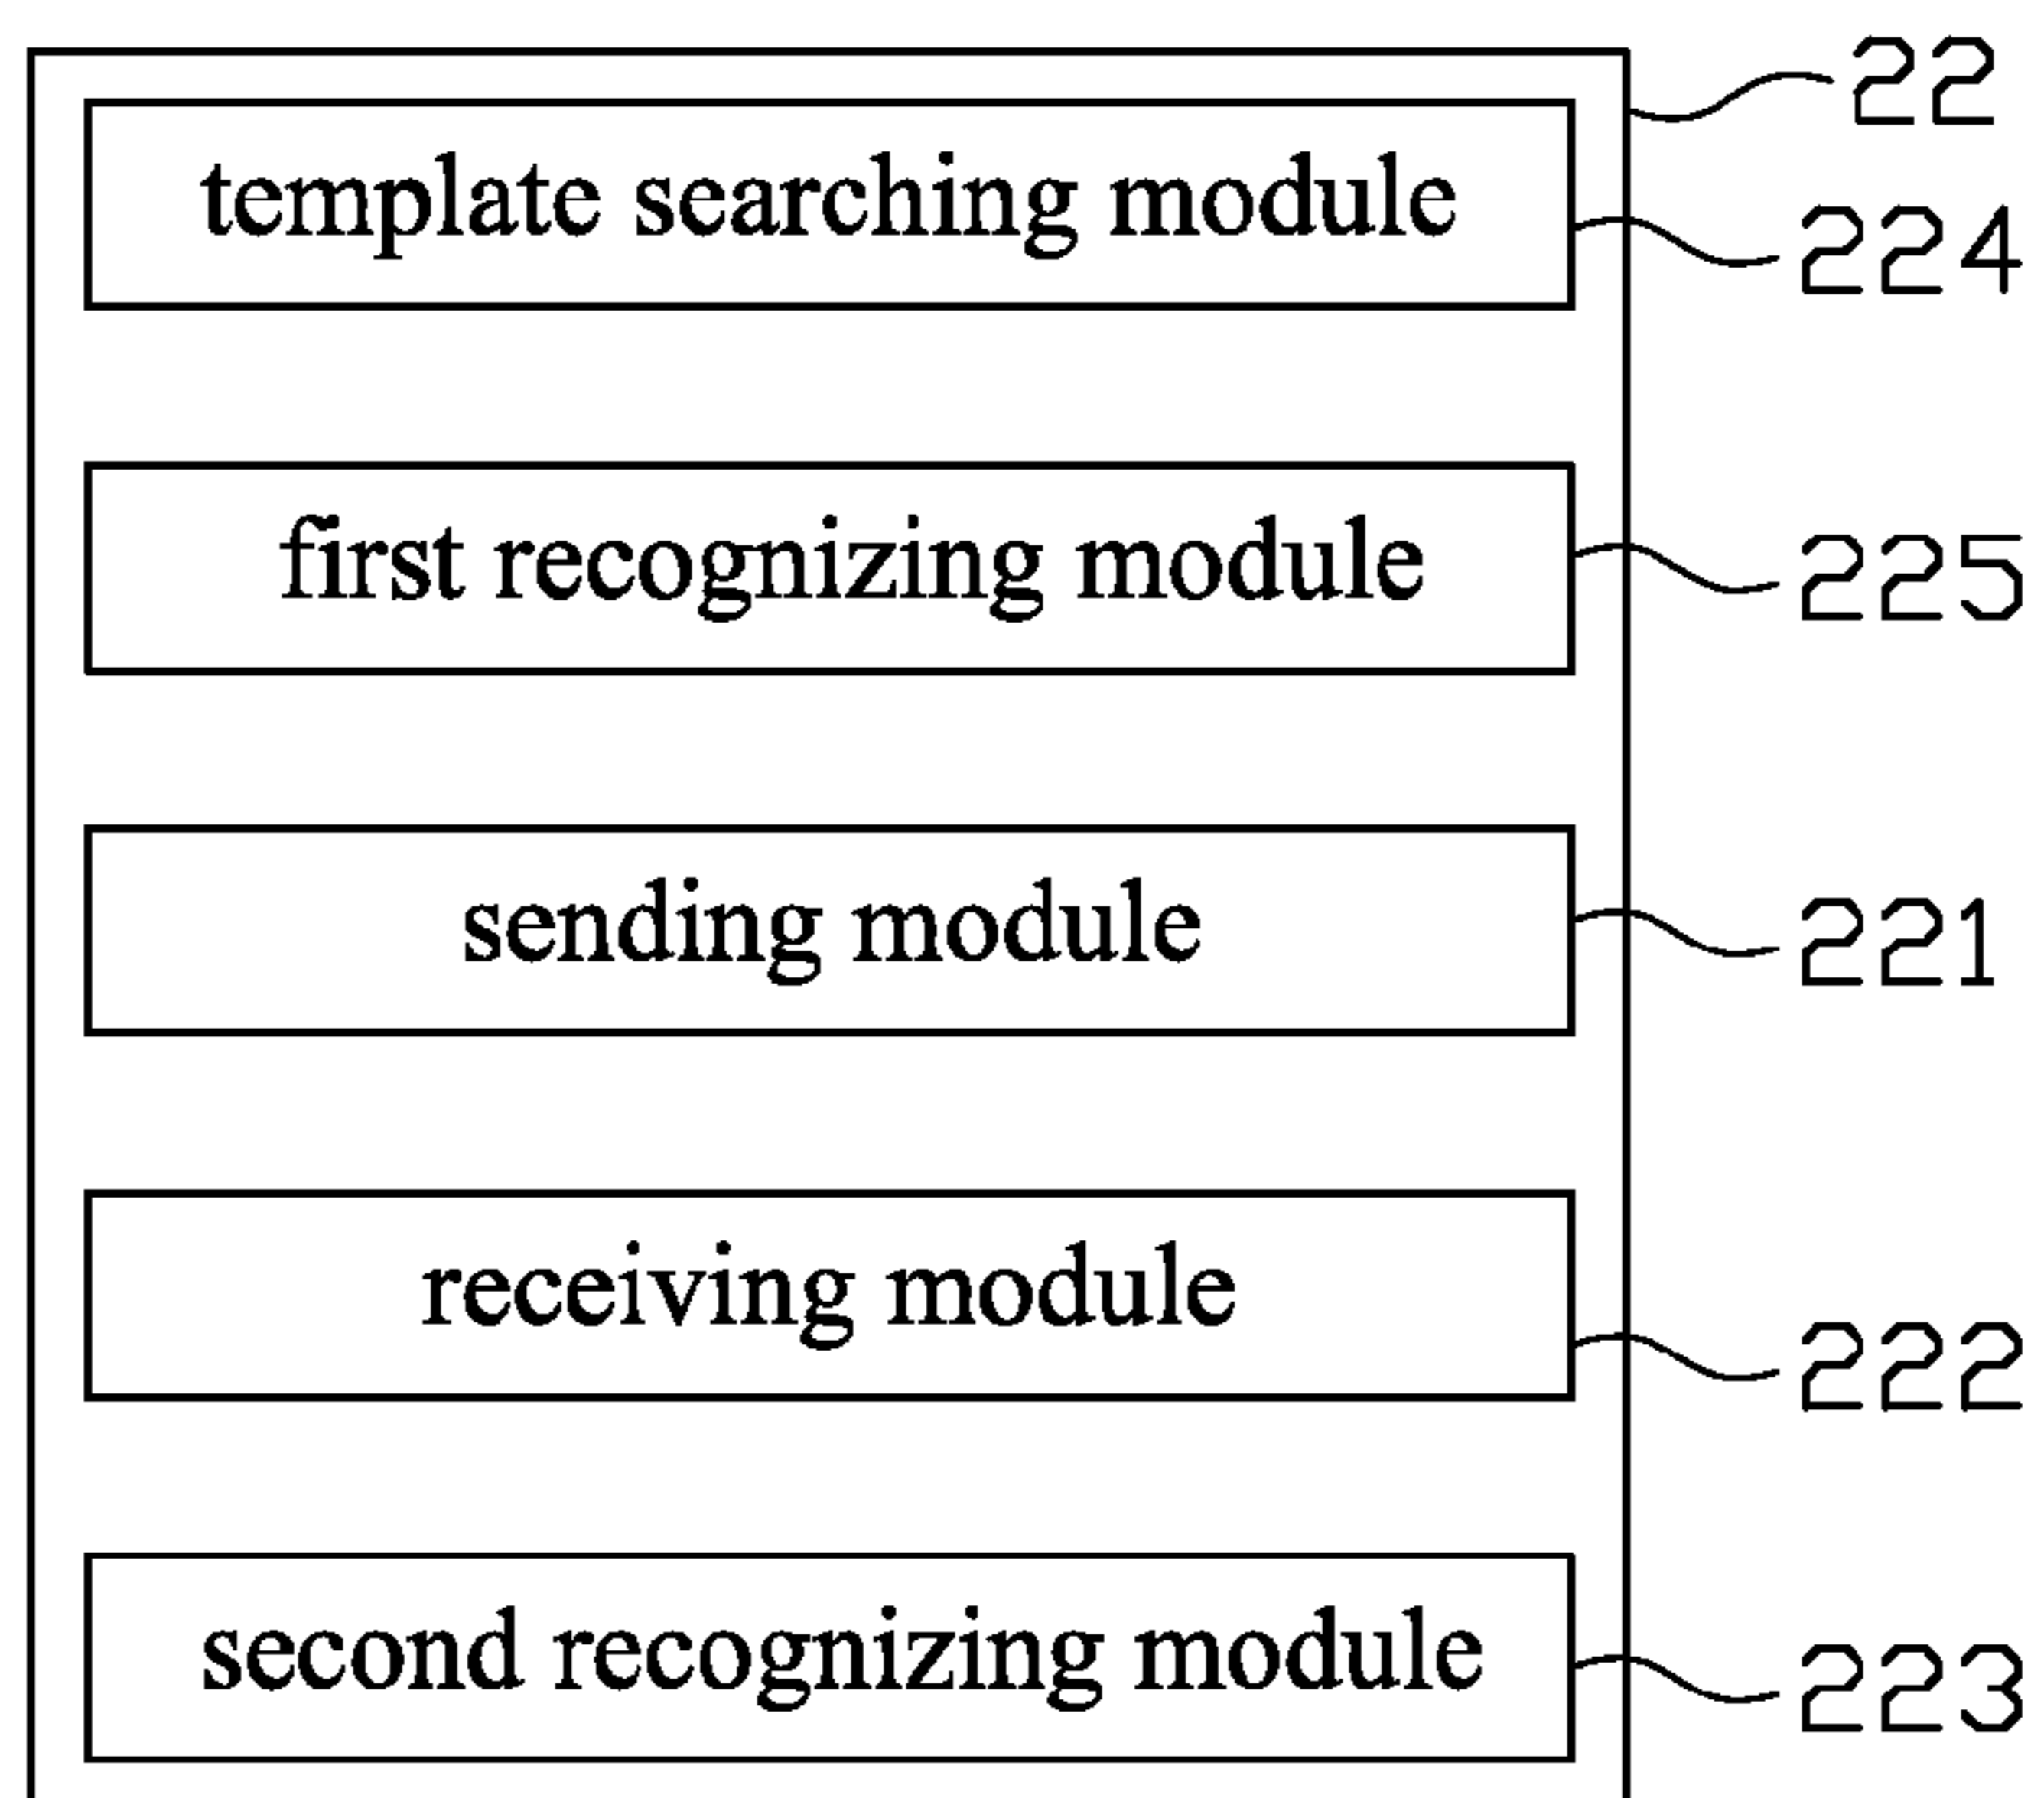 22
template searching module
224
first recognizing module
225
sending module
221
receiving module
222
second recognizing module
223